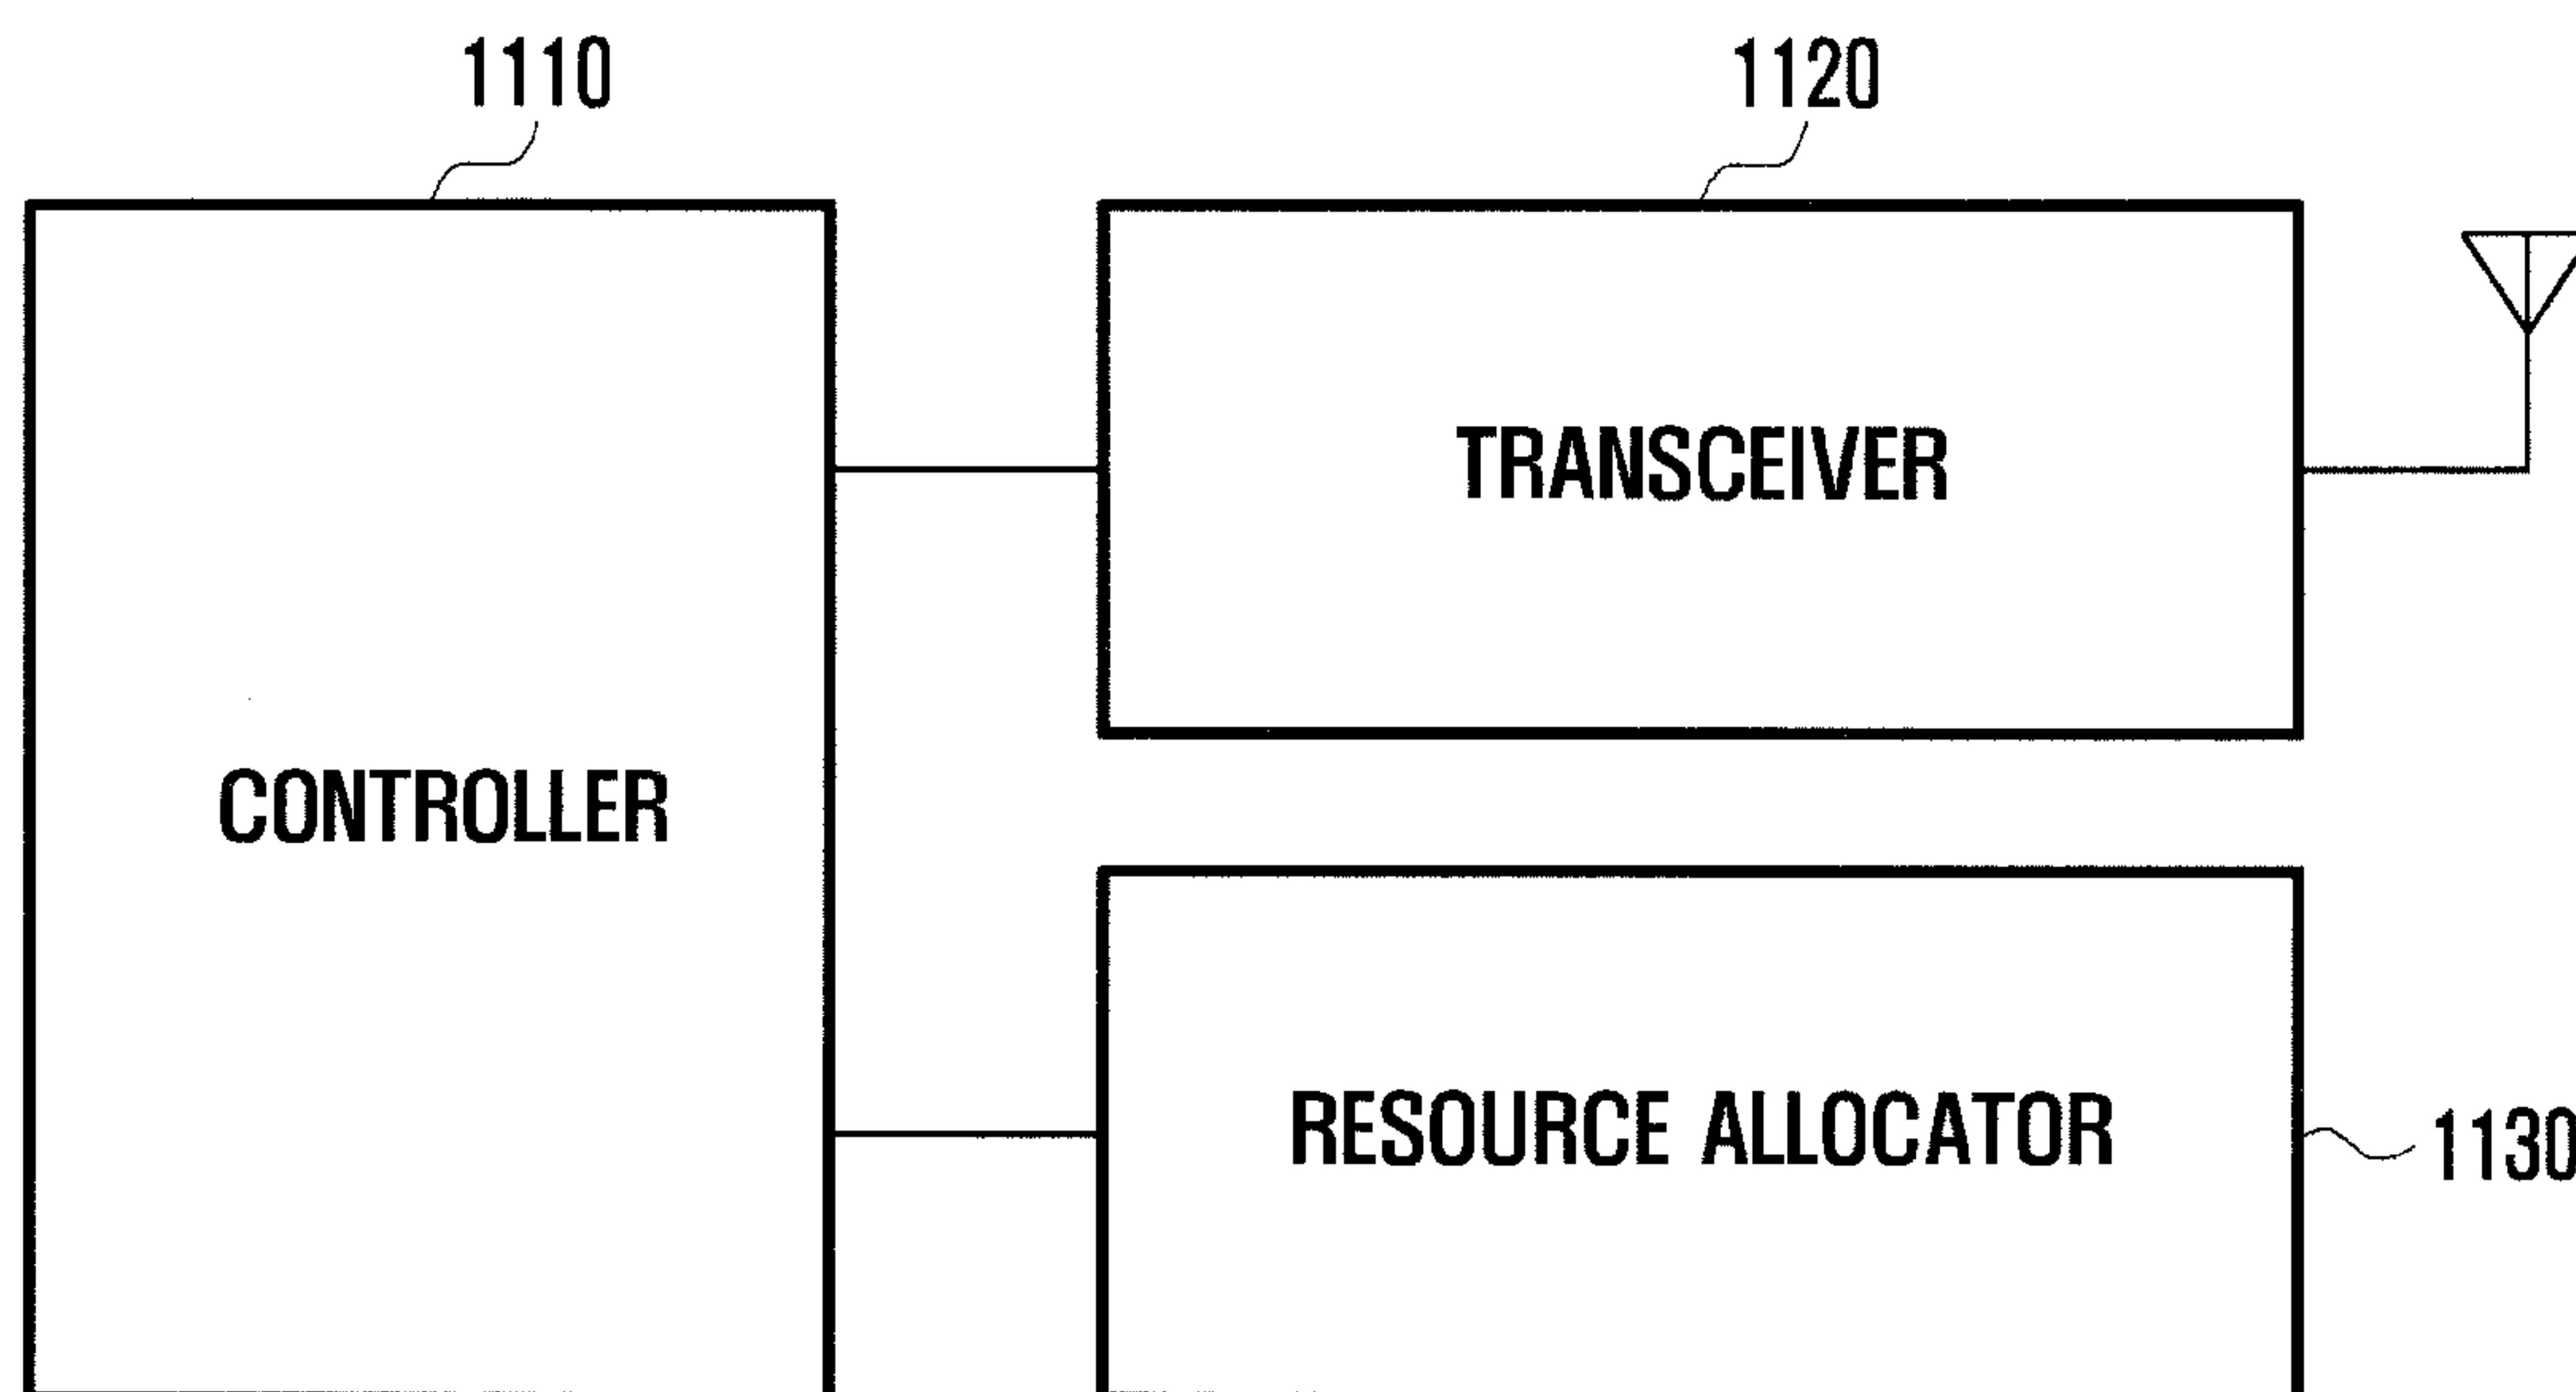 1110
1120
TRANSCEIVER
CONTROLLER
RESOURCE ALLOCATOR
1130